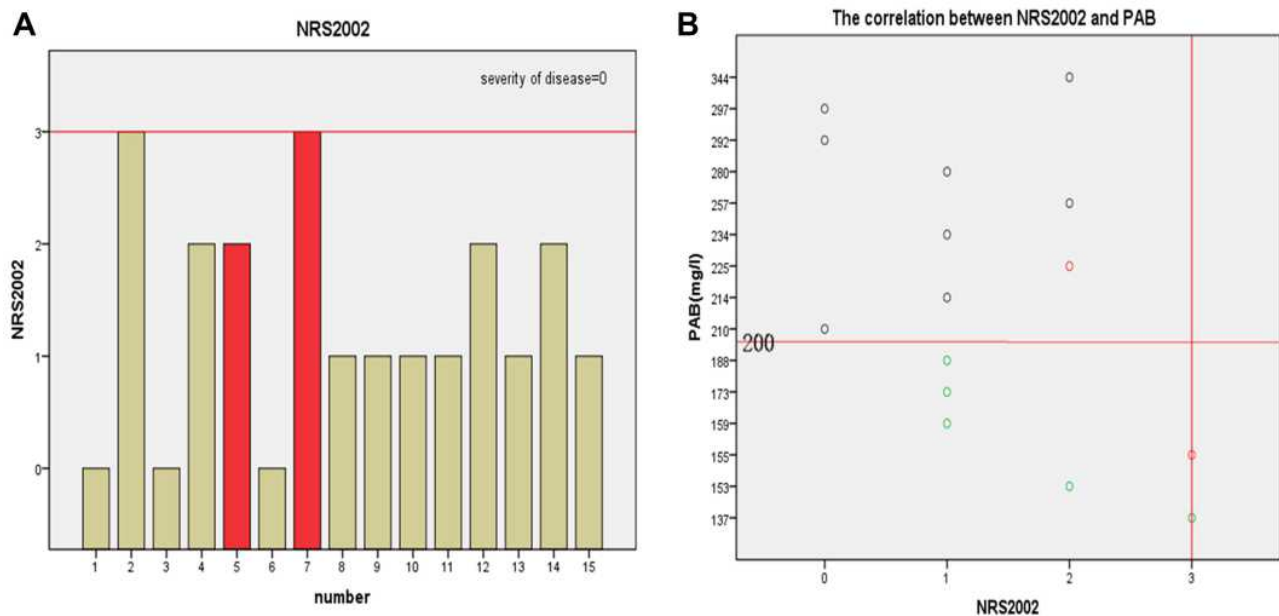 A
NRS2002
severity of disease=0
NRS2002
3
2
1
0
1 2 3 4 5 6 7 8 9 10 11 12 13 14 15
number
B
The correlation between NRS2002 and PAB
PAB(mg/l)
344
297
292
280
257
234
225
214
210
200
188
173
159
155
153
137
0 1 2 3
NRS2002